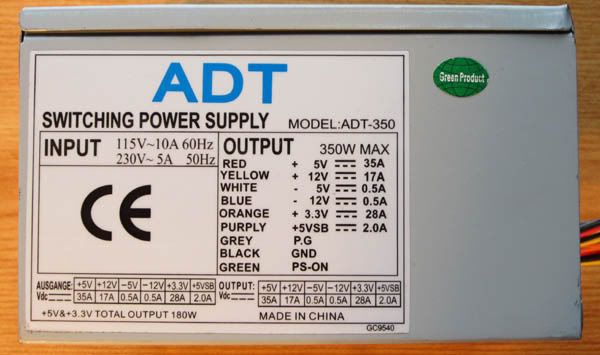 ADT
SWITCHING POWER SUPPLY MODEL:ADT-350
INPUT 115V~10A 60Hz
230V~ 5A 50Hz
CE
OUTPUT 350W MAX
RED + 5V 35A
YELLOW + 12V 17A
WHITE - 5V 0.5A
BLUE - 12V 0.5A
ORANGE + 3.3V 28A
PURPLY +5VSB 2.0A
GREY P.G
BLACK GND
GREEN PS-ON
AUSGANGE: +5V +12V -5V -12V +3.3V +5VSB
Vdc 35A 17A 0.5A 0.5A 28A 2.0A
OUTPUT: +5V +12V -5V -12V +3.3V +5VSB
Vdc 35A 17A 0.5A 0.5A 28A 2.0A
+5V&+3.3V TOTAL OUTPUT 180W
MADE IN CHINA
GC9540
Green Product